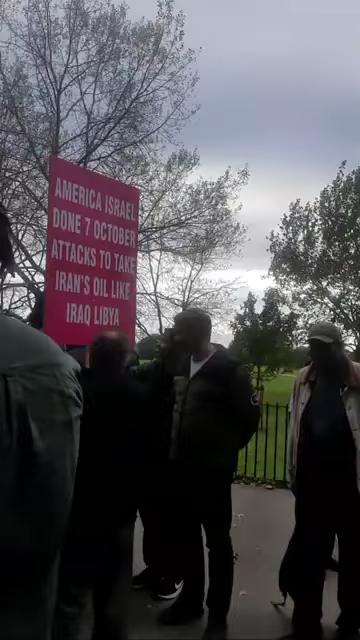 AMERICA ISRAEL
DONE 7 OCTOBER
ATTACKS TO TAKE
IRAN'S OIL LIKE
IRAQ LIBYA